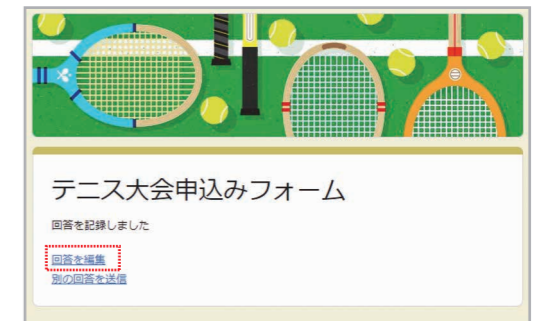 テニス大会申込みフォーム
回答を記録しました
回答を編集
別の回答を送信